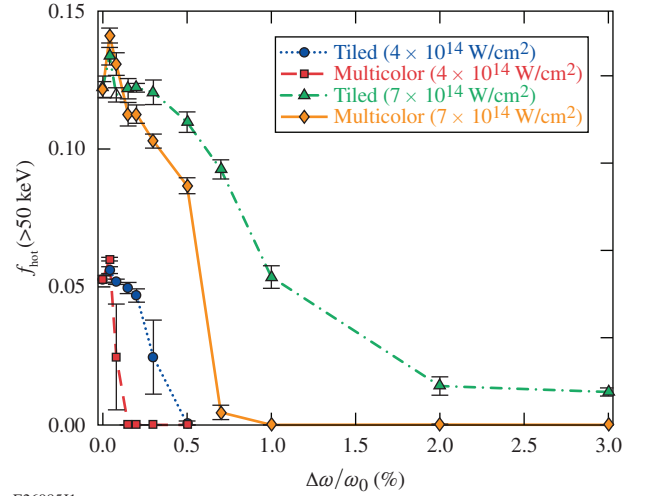 0.15
Tiled (4 × 10¹⁴ W/cm²)
Multicolor (4 × 10¹⁴ W/cm²)
Tiled (7 × 10¹⁴ W/cm²)
Multicolor (7 × 10¹⁴ W/cm²)
0.10
f_hot (>50 keV)
0.05
0.00
0.0 0.5 1.0 1.5 2.0 2.5 3.0
Δω/ω₀ (%)